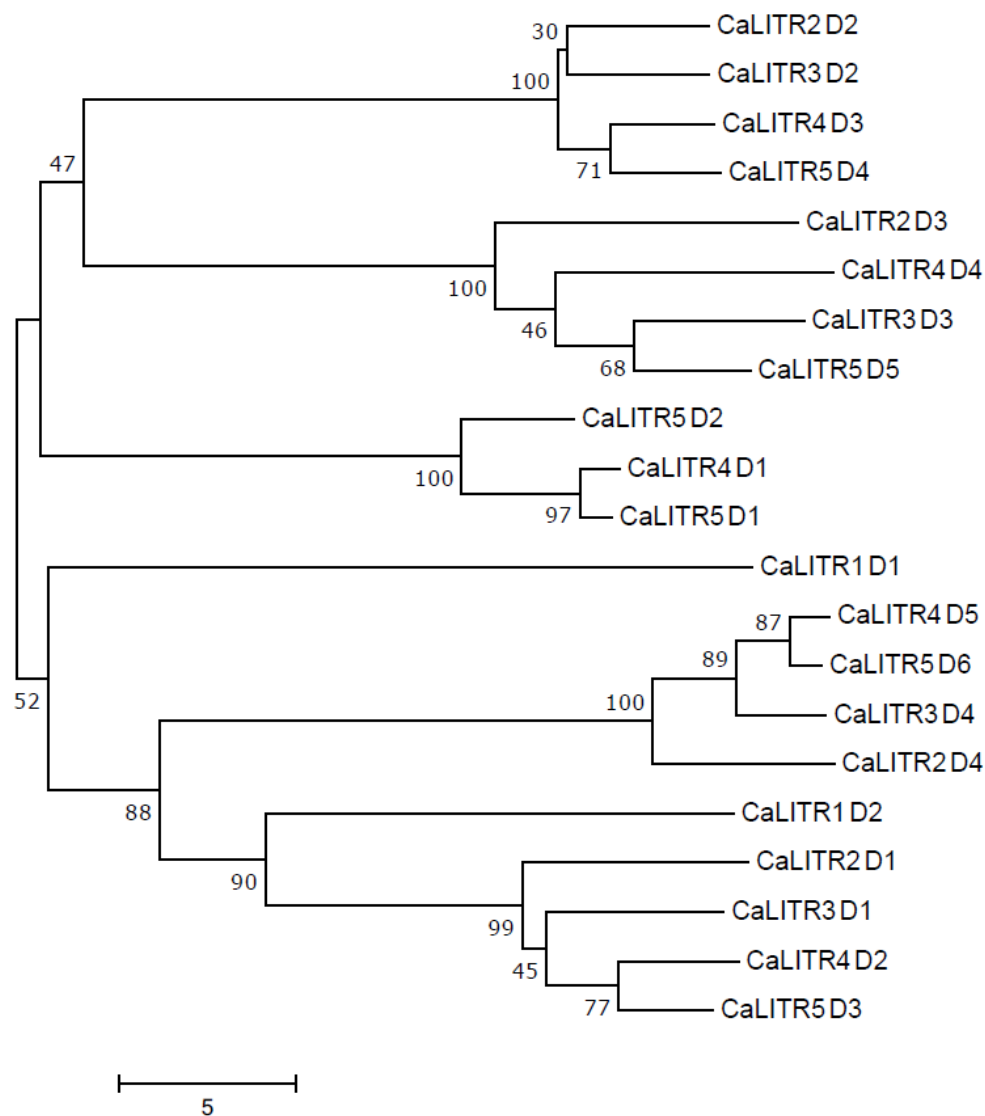 30
CaLITR2 D2
100
CaLITR3 D2
CaLITR4 D3
47
71
CaLITR5 D4
CaLITR2 D3
100
CaLITR4 D4
46
CaLITR3 D3
68
CaLITR5 D5
CaLITR5 D2
100
CaLITR4 D1
97
CaLITR5 D1
CaLITR1 D1
87
CaLITR4 D5
89
CaLITR5 D6
52
100
CaLITR3 D4
CaLITR2 D4
88
CaLITR1 D2
90
CaLITR2 D1
99
CaLITR3 D1
45
CaLITR4 D2
77
CaLITR5 D3
5